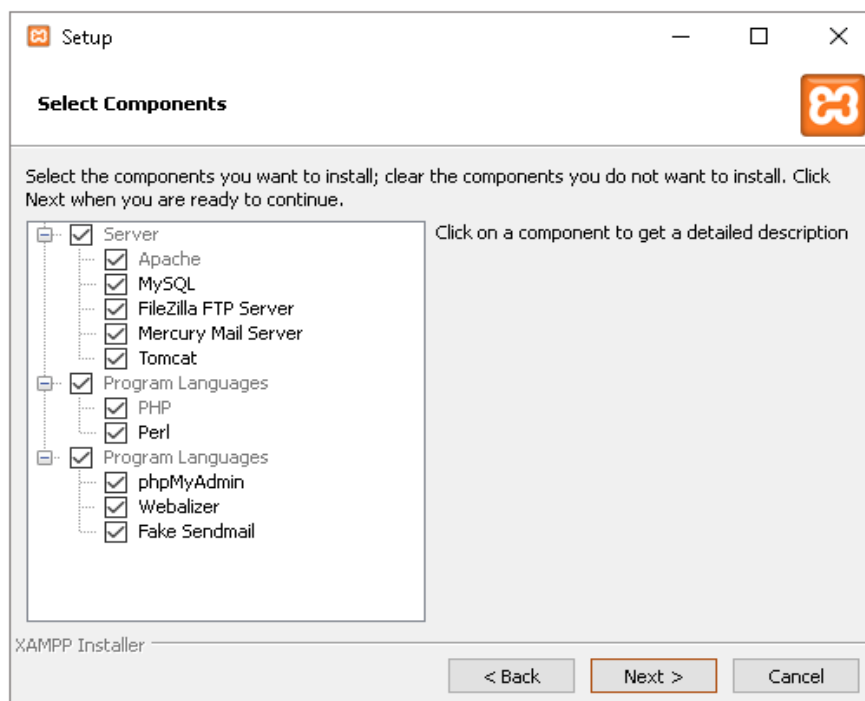 Setup
Select Components
Select the components you want to install; clear the components you do not want to install. Click
Next when you are ready to continue.
Server
Apache
MySQL
FileZilla FTP Server
Mercury Mail Server
Tomcat
Program Languages
PHP
Perl
Program Languages
phpMyAdmin
Webalizer
Fake Sendmail
Click on a component to get a detailed description
XAMPP Installer
< Back
Next >
Cancel